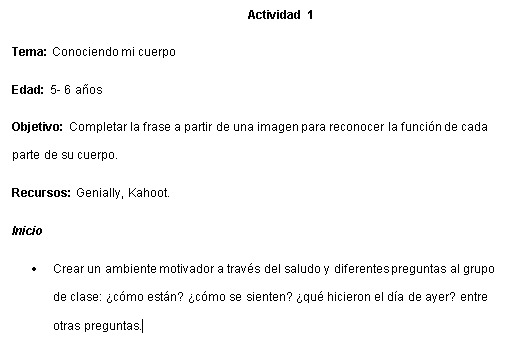 Actividad 1
Tema: Conociendo mi cuerpo
Edad: 5- 6 años
Objetivo: Completar la frase a partir de una imagen para reconocer la función de cada
parte de su cuerpo.
Recursos: Genially, Kahoot.
Inicio
• Crear un ambiente motivador a través del saludo y diferentes preguntas al grupo
de clase: ¿cómo están? ¿cómo se sienten? ¿qué hicieron el día de ayer? entre
otras preguntas.